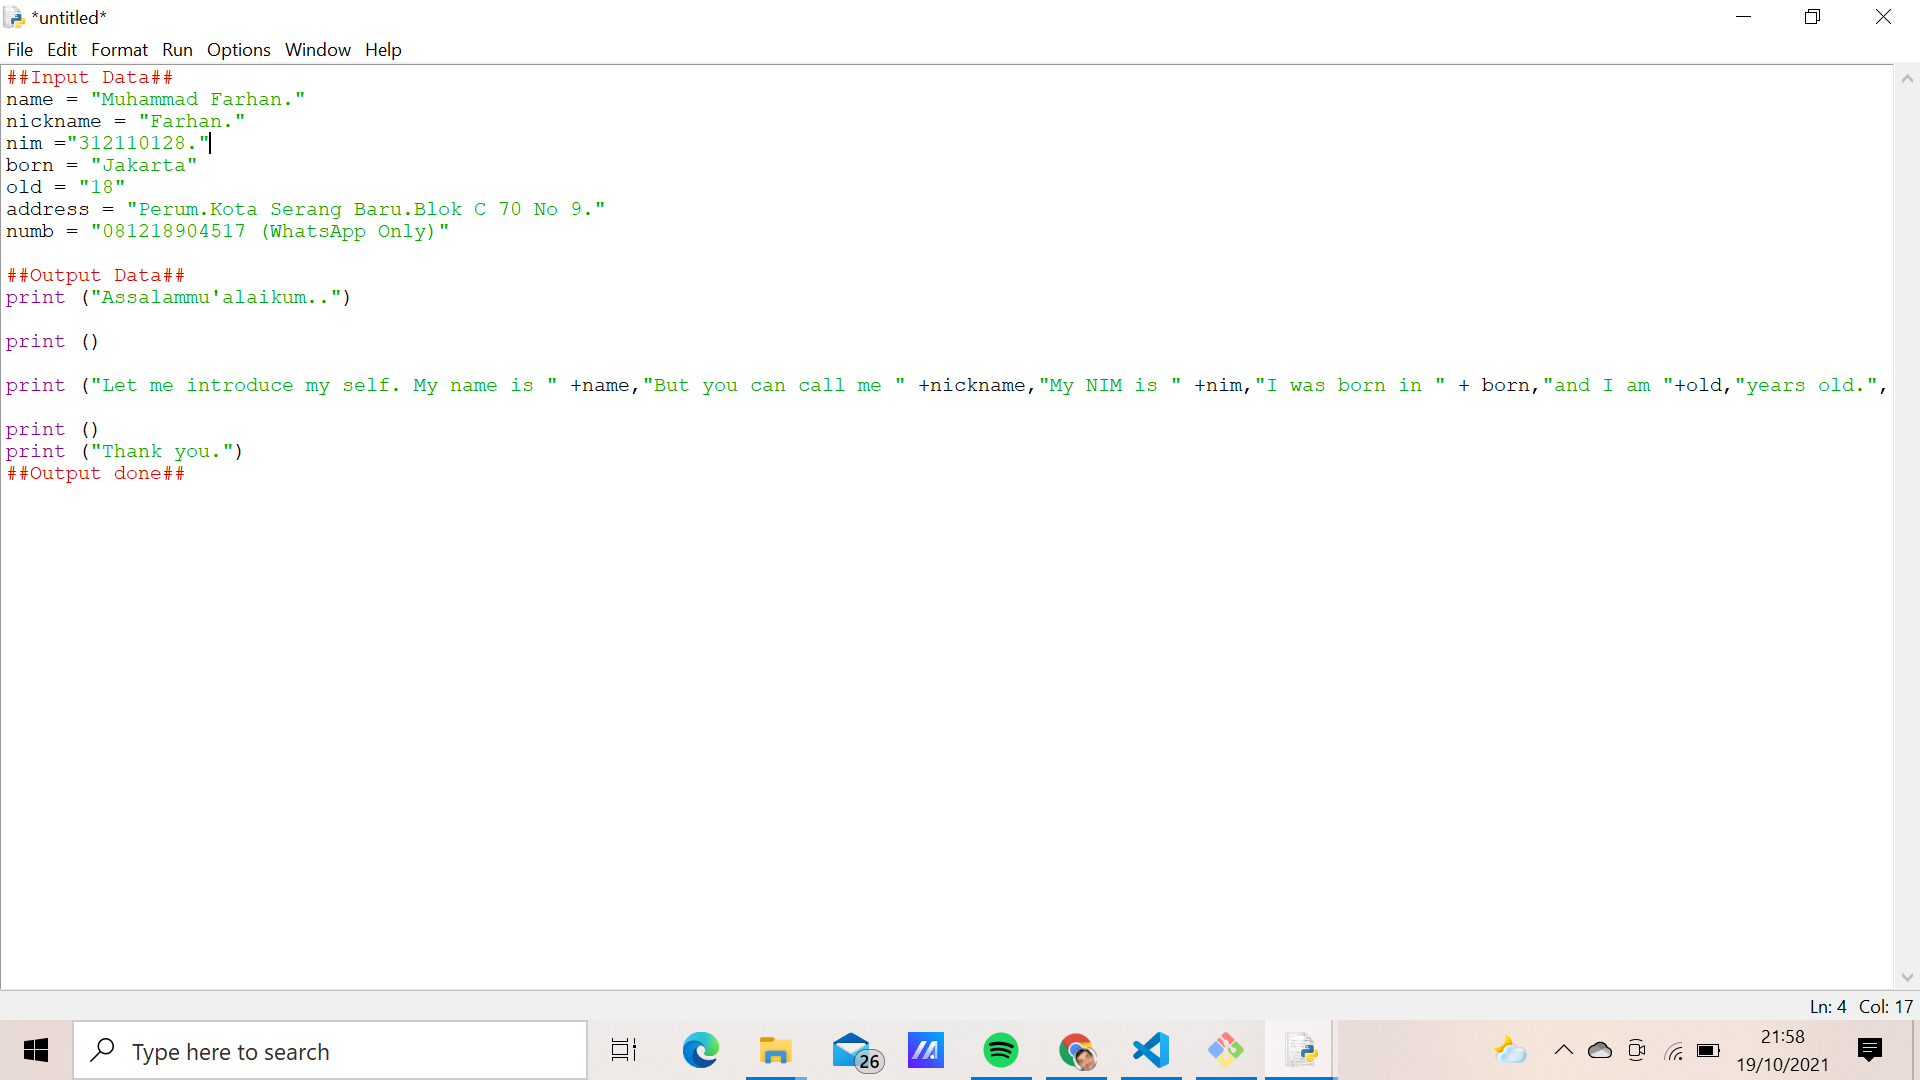 *untitled*
File Edit Format Run Options Window Help
##Input Data##
name = "Muhammad Farhan."
nickname = "Farhan."
nim ="312110128."
born = "Jakarta"
old = "18"
address = "Perum.Kota Serang Baru.Blok C 70 No 9."
numb = "081218904517 (WhatsApp Only)"
##Output Data##
print ("Assalammu'alaikum..")
print ()
print ("Let me introduce my self. My name is " +name,"But you can call me " +nickname,"My NIM is " +nim,"I was born in " + born,"and I am "+old,"years old.",
print ()
print ("Thank you.")
##Output done##
Ln: 4 Col: 17
Type here to search
26
21:58
19/10/2021